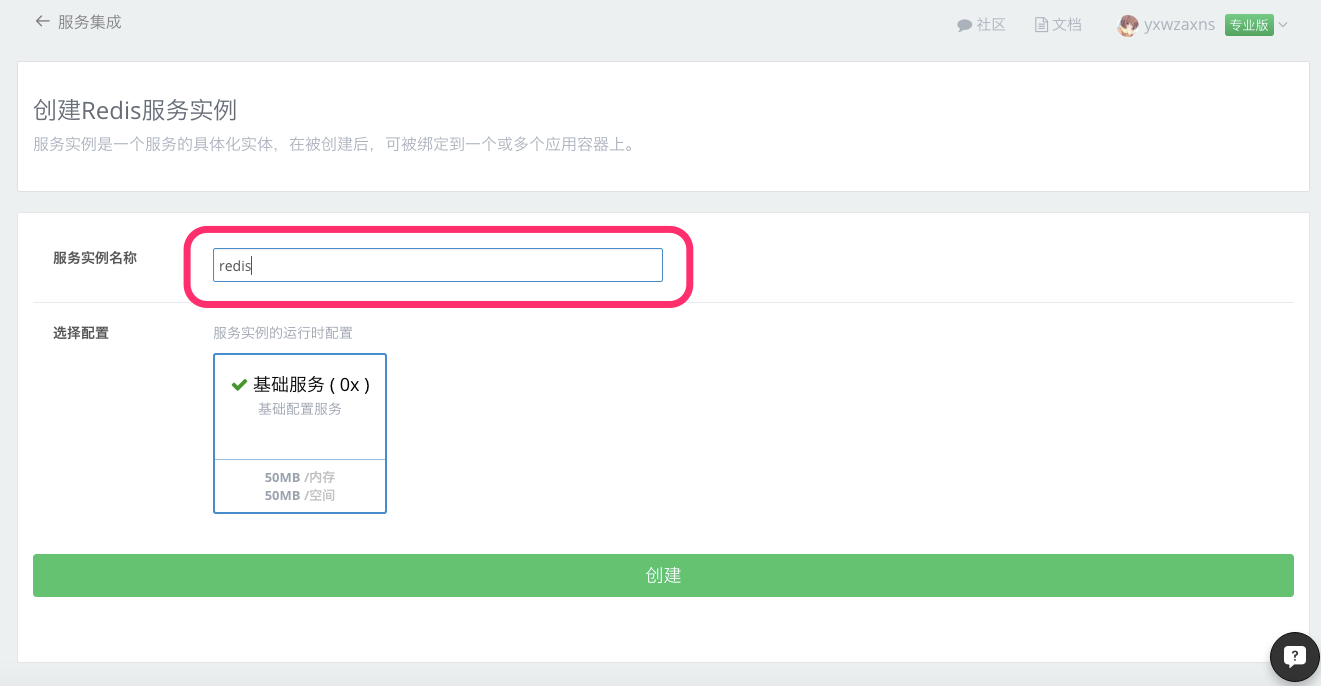 服务集成
社区 文档 yxwzaxns 专业版
创建Redis服务实例
服务实例是一个服务的具体化实体，在被创建后，可被绑定到一个或多个应用容器上。
服务实例名称
redis
选择配置
服务实例的运行时配置
基础服务 ( 0x )
基础配置服务
50MB /内存
50MB /空间
创建
?